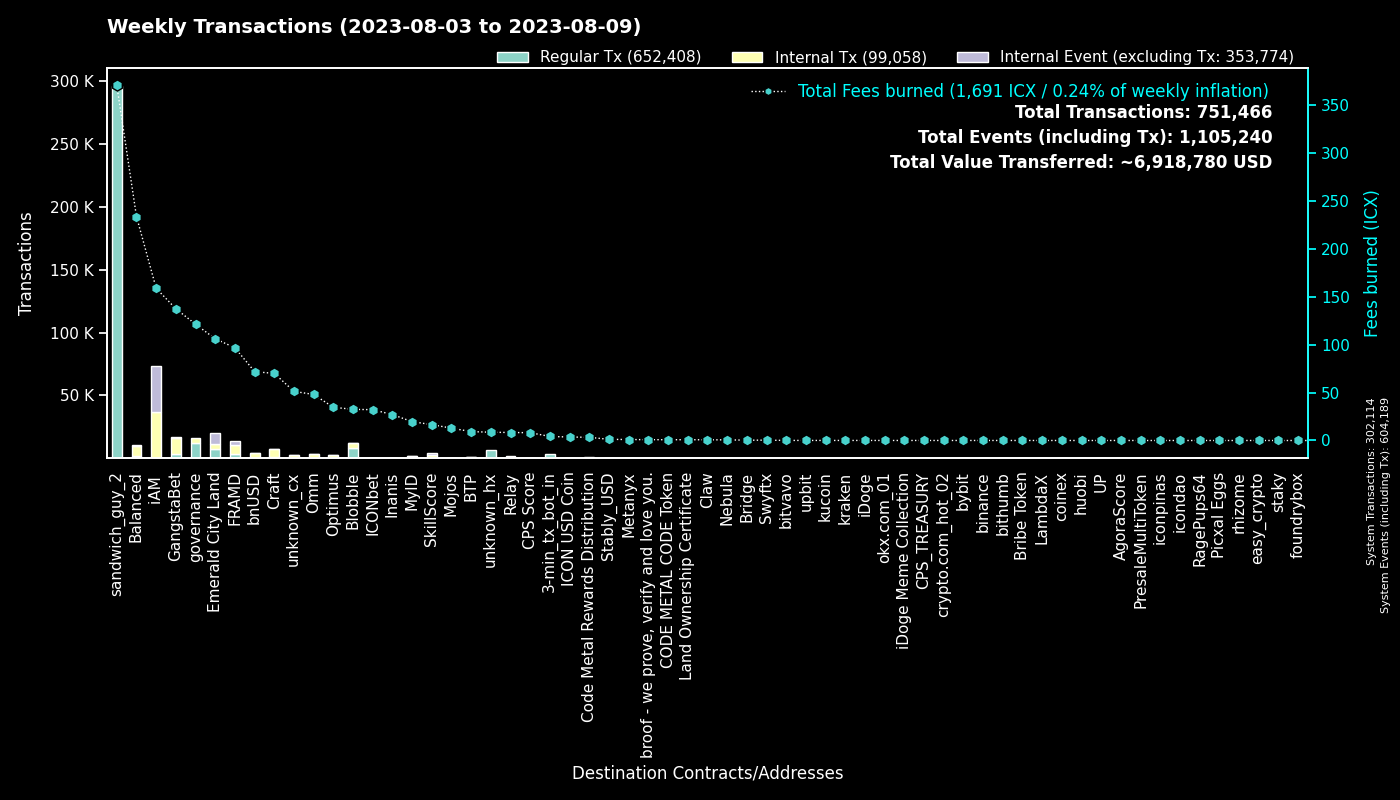 Weekly Transactions (2023-08-03 to 2023-08-09)
Regular Tx (652,408)
Internal Tx (99,058)
Internal Event (excluding Tx: 353,774)
Total Fees burned (1,691 ICX / 0.24% of weekly inflation)
Total Transactions: 751,466
Total Events (including Tx): 1,105,240
Total Value Transferred: ~6,918,780 USD
Transactions
300 K
250 K
200 K
150 K
100 K
50 K
350
300
250
200
150
100
50
0
Fees burned (ICX)
System Transactions: 302,114
System Events (including Tx): 604,189
sandwich_guy_2
Balanced
iAM
GangstaBet
governance
Emerald City Land
FRAMD
bnUSD
Craft
unknown_cx
Omm
Optimus
Blobble
ICONbet
Inanis
MyID
SkillScore
Mojos
BTP
unknown_hx
Relay
CPS Score
3-min_tx_bot_in
ICON USD Coin
Code Metal Rewards Distribution
Stably_USD
Metanyx
broof - we prove, verify and love you.
CODE METAL CODE Token
Land Ownership Certificate
Claw
Nebula
Bridge
Swyftx
bitvavo
upbit
kucoin
kraken
iDoge
okx.com_01
iDoge Meme Collection
CPS_TREASURY
crypto.com_hot_02
bybit
binance
bithumb
Bribe Token
LambdaX
coinex
huobi
UP
AgoraScore
PresaleMultiToken
iconpinas
icondao
RagePups64
Picxal Eggs
rhizome
easy_crypto
staky
foundrybox
Destination Contracts/Addresses